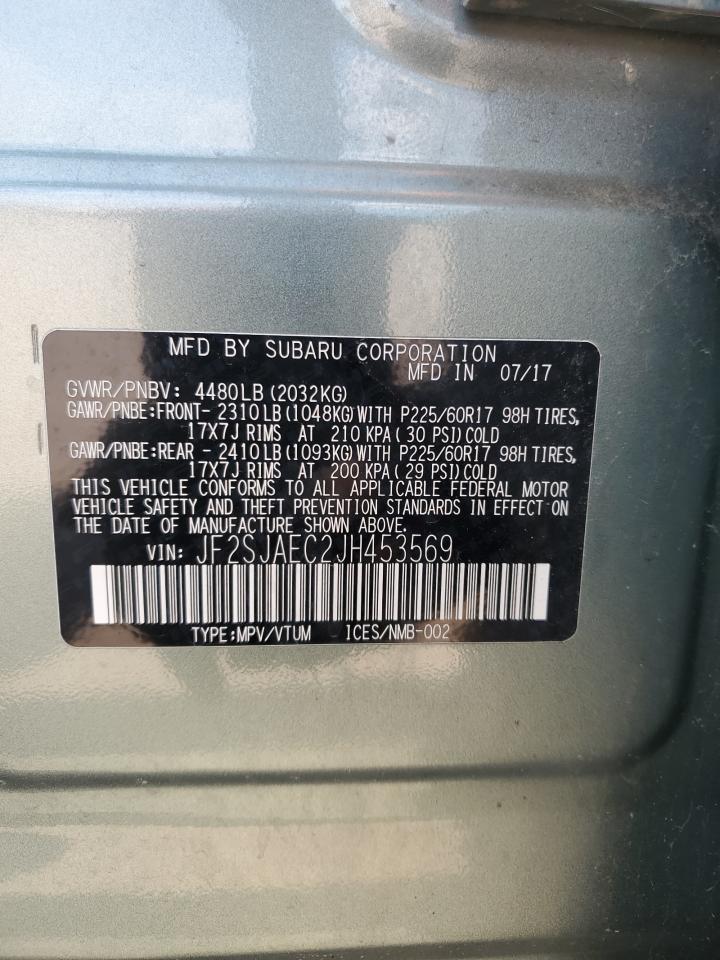 MFD BY SUBARU CORPORATION
MFD IN 07/17
GVWR/PNBV: 4480LB(2032KG)
GAWR/PNBE:FRONT- 2310LB(1048KG)WITH P225/60R17 98H TIRES,
17X7J RIMS AT 210 KPA( 30 PSI)COLD
GAWR/PNBE:REAR - 2410LB(1093KG)WITH P225/60R17 98H TIRES,
17X7J RIMS AT 200 KPA( 29 PSI)COLD
THIS VEHICLE CONFORMS TO ALL APPLICABLE FEDERAL MOTOR
VEHICLE SAFETY AND THEFT PREVENTION STANDARDS IN EFFECT ON
THE DATE OF MANUFACTURE SHOWN ABOVE.
VIN: JF2SJAEC2JH453569
TYPE:MPV/VTUM ICES/NMB-002